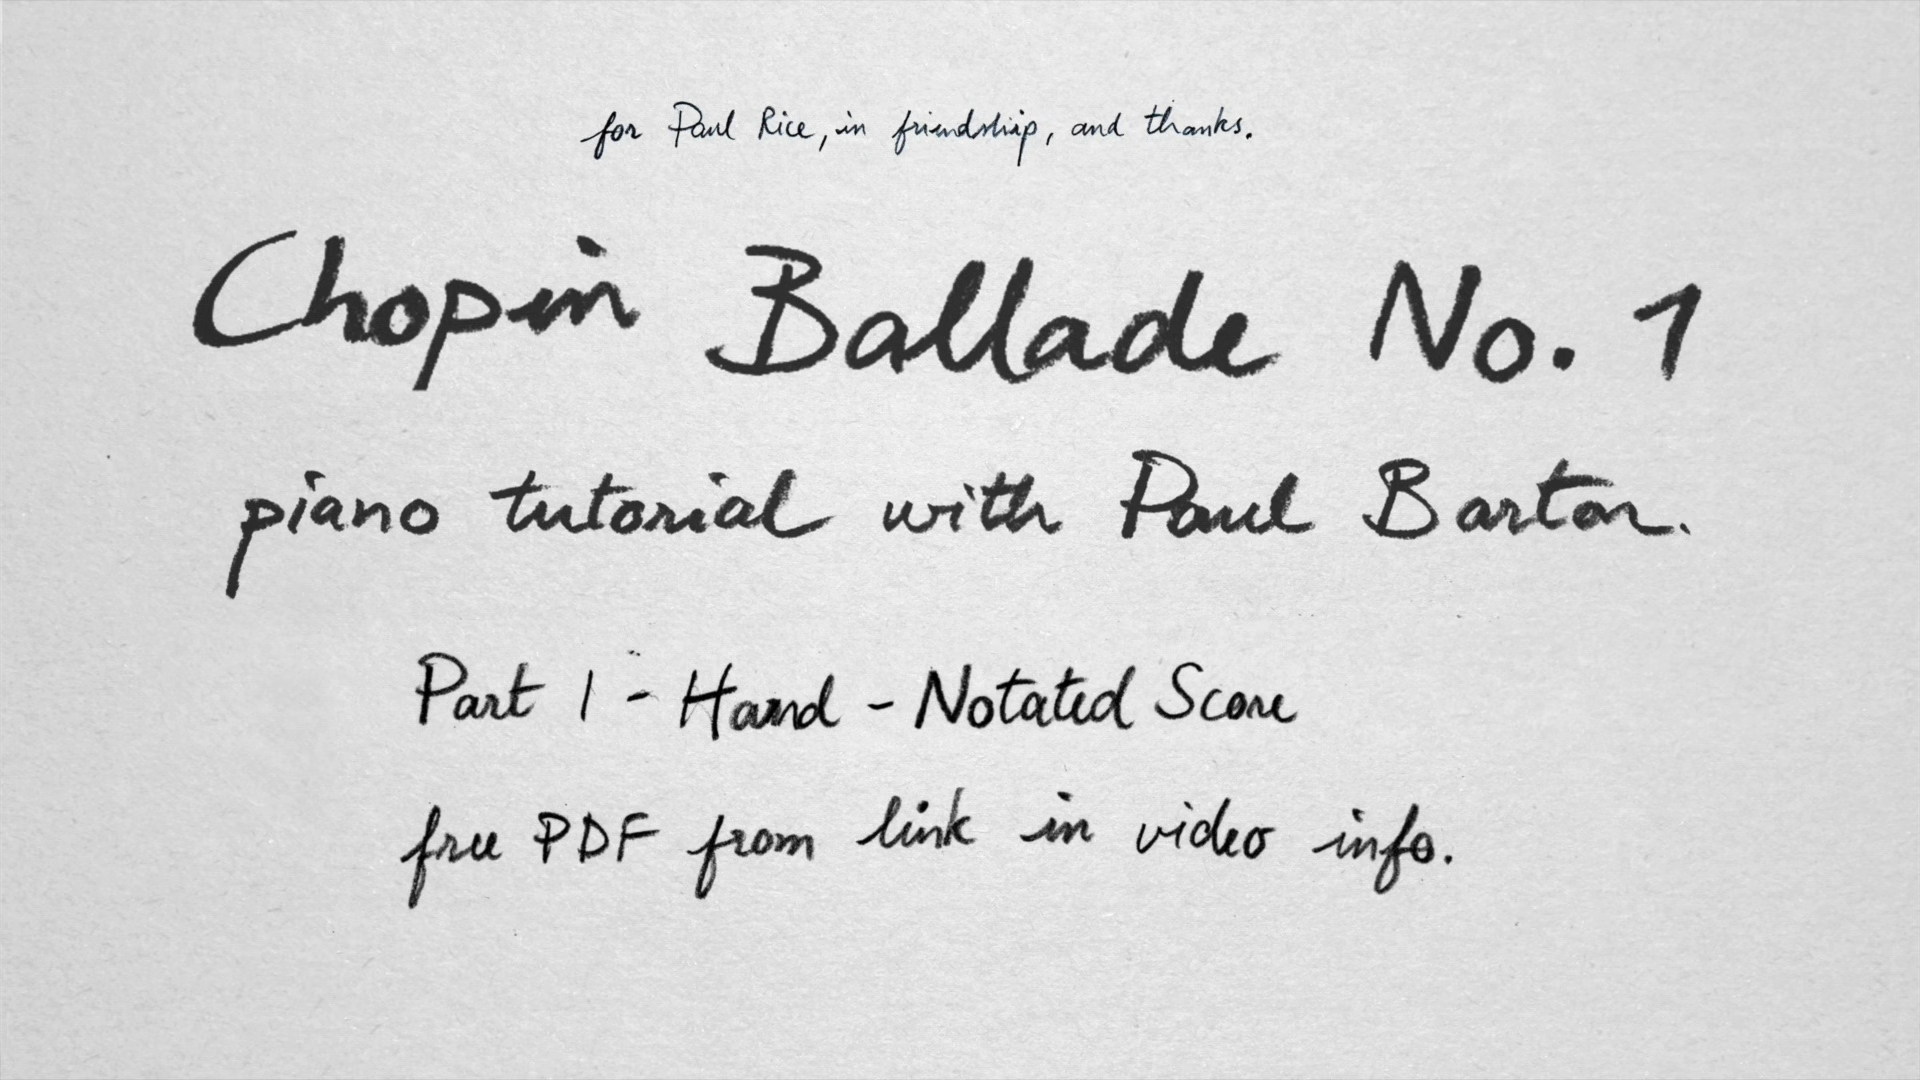 for Paul Rice, in friendship, and thanks.
Chopin Ballade No. 1
piano tutorial with Paul Barton.
Part 1 - Hand - Notated Score
free PDF from link in video info.